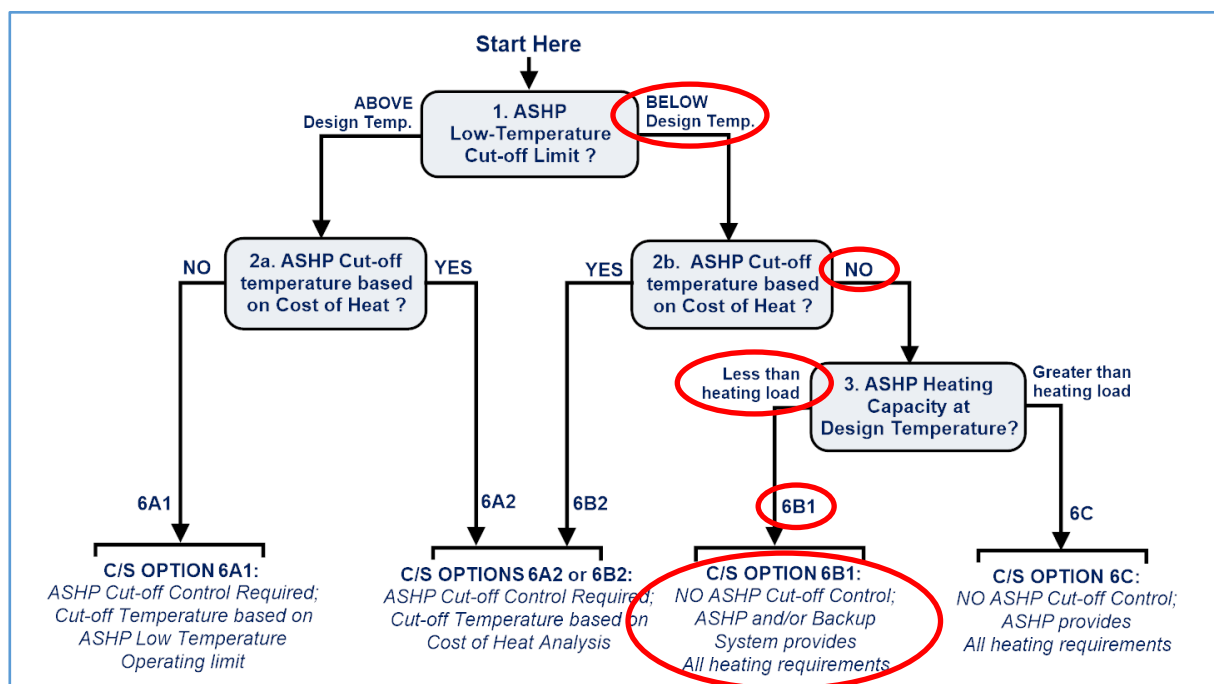 Start Here
ABOVE
Design Temp.
1. ASHP
Low-Temperature
Cut-off Limit ?
BELOW
Design Temp.
NO
2a. ASHP Cut-off
temperature based
on Cost of Heat ?
YES
YES
2b. ASHP Cut-off
temperature based
on Cost of Heat ?
NO
Less than
heating load
3. ASHP Heating
Capacity at
Design Temperature?
Greater than
heating load
6A1
6A2
6B2
6B1
6C
C/S OPTION 6A1:
ASHP Cut-off Control Required;
Cut-off Temperature based on
ASHP Low Temperature
Operating limit
C/S OPTIONS 6A2 or 6B2:
ASHP Cut-off Control Required;
Cut-off Temperature based on
Cost of Heat Analysis
C/S OPTION 6B1:
NO ASHP Cut-off Control;
ASHP and/or Backup
System provides
All heating requirements
C/S OPTION 6C:
NO ASHP Cut-off Control;
ASHP provides
All heating requirements